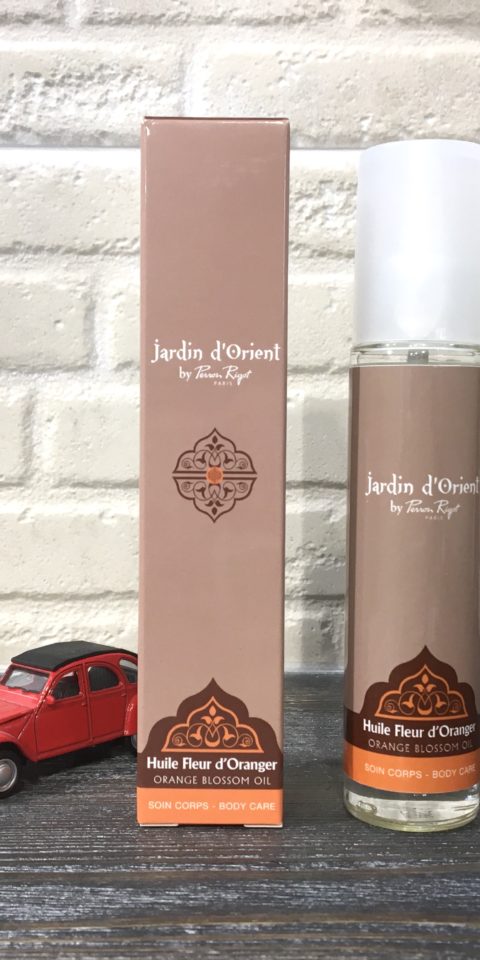 jardin d'Orient
by Perron Rigot
PARIS
Huile Fleur d'Oranger
ORANGE BLOSSOM OIL
SOIN CORPS - BODY CARE
jardin d'Orient
by Perron Rigot
PARIS
Huile Fleur d'Oranger
ORANGE BLOSSOM OIL
SOIN CORPS - BODY CARE